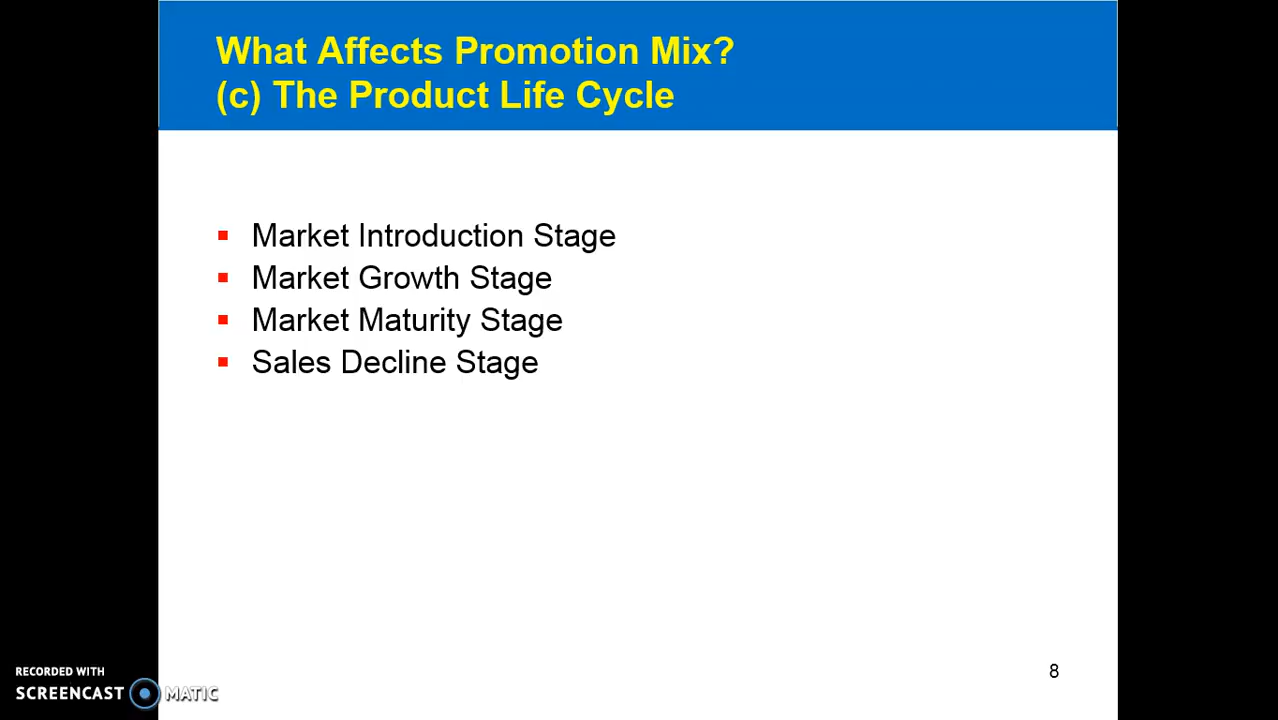 What Affects Promotion Mix?
(c) The Product Life Cycle
▪ Market Introduction Stage
▪ Market Growth Stage
▪ Market Maturity Stage
▪ Sales Decline Stage
8
RECORDED WITH
SCREENCAST MATIC